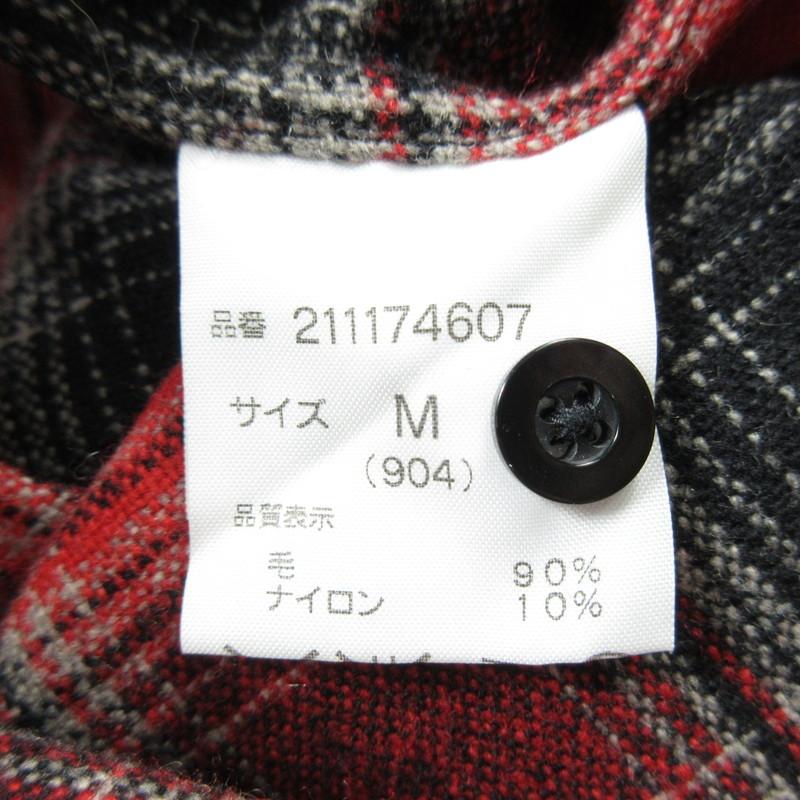 品番 211174607
サイズ M
(904)
品質表示
毛 90%
ナイロン 10%